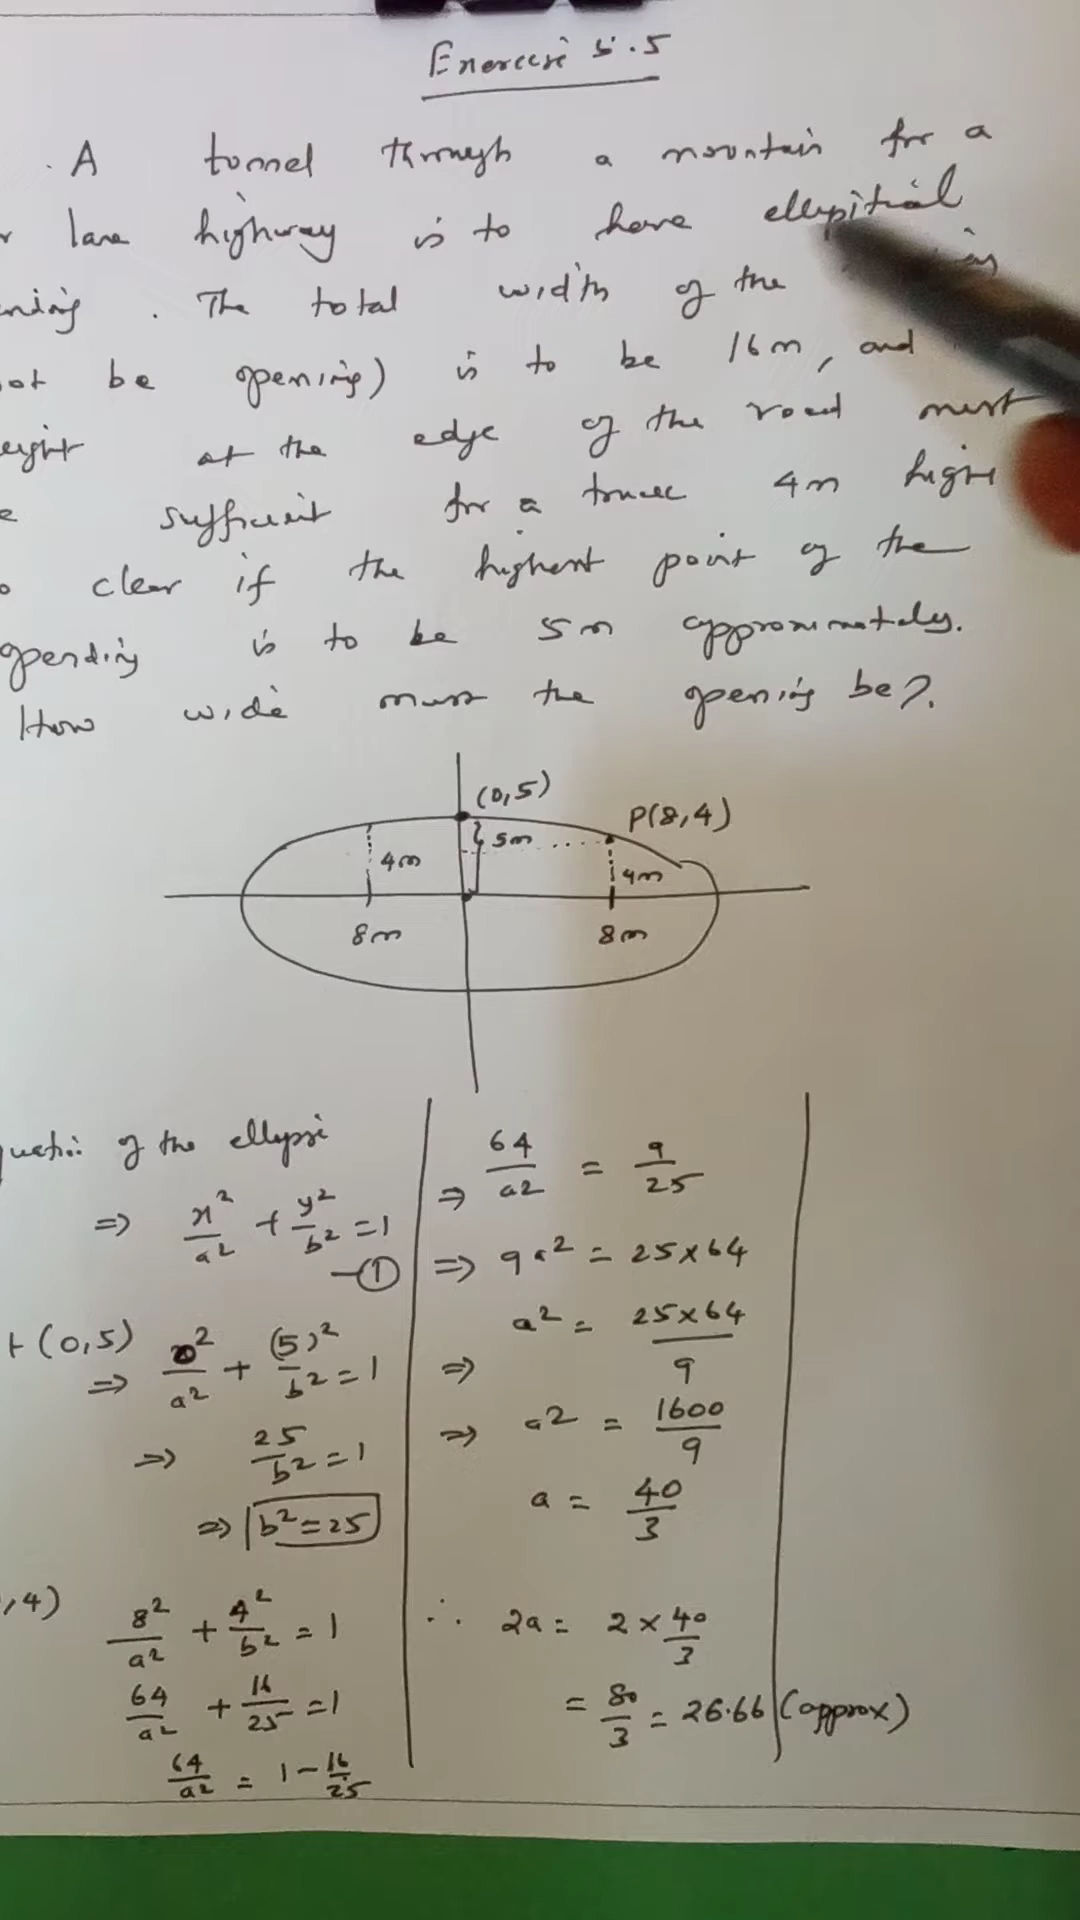 Exercise 5.5
. A tunnel through a mountain for a
lane highway is to have elliptical
. The total width of the
be opening) is to be 16m, and
at the edge of the road must
sufficient for a truck 4m high
clear if the highest point of the
opending is to be 5m approximately.
How wide must the opening be?
(0,5)
P(8,4)
5m
4m
4m
8m
8m
of the ellipse
⇒ x²/a² + y²/b² = 1
—①
(0,5)
⇒ 0²/a² + (5)²/b² = 1
⇒ 25/b² = 1
⇒ b² = 25
,4)
8²/a² + 4²/b² = 1
64/a² + 16/25 = 1
64/a² = 1 - 16/25
⇒ 64/a² = 9/25
⇒ 9a² = 25×64
⇒ a² = 25×64/9
⇒ a² = 1600/9
a = 40/3
∴ 2a = 2 × 40/3
= 80/3 = 26.66 (approx)